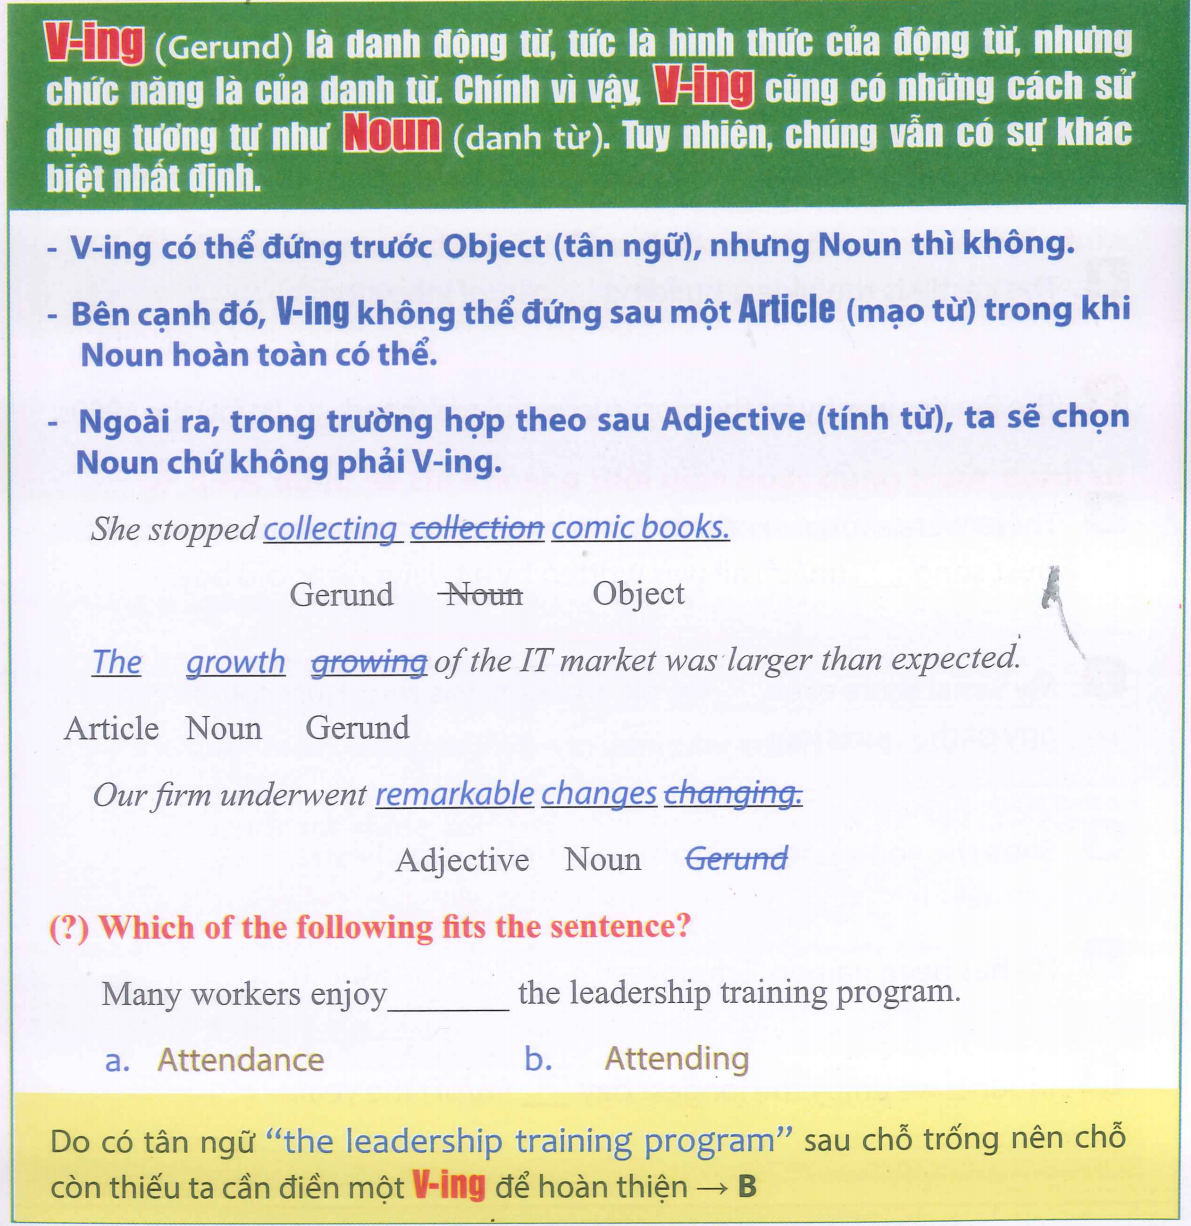 V-ing (Gerund) là danh động từ, tức là hình thức của động từ, nhưng
chức năng là của danh từ. Chính vì vậy, V-ing cũng có những cách sử
dụng tương tự như Noun (danh từ). Tuy nhiên, chúng vẫn có sự khác
biệt nhất định.
- V-ing có thể đứng trước Object (tân ngữ), nhưng Noun thì không.
- Bên cạnh đó, V-ing không thể đứng sau một Article (mạo từ) trong khi
Noun hoàn toàn có thể.
- Ngoài ra, trong trường hợp theo sau Adjective (tính từ), ta sẽ chọn
Noun chứ không phải V-ing.
She stopped collecting collection comic books.
Gerund Noun Object
The growth growing of the IT market was larger than expected.
Article Noun Gerund
Our firm underwent remarkable changes changing.
Adjective Noun Gerund
(?) Which of the following fits the sentence?
Many workers enjoy________ the leadership training program.
a. Attendance b. Attending
Do có tân ngữ “the leadership training program” sau chỗ trống nên chỗ
còn thiếu ta cần điền một V-ing để hoàn thiện → B